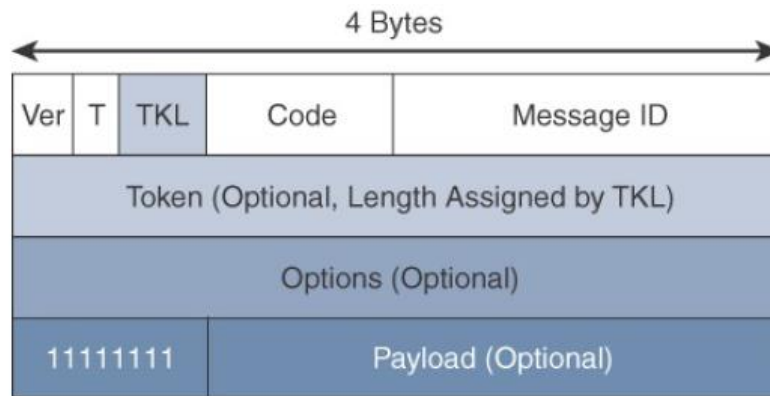 4 Bytes
Ver T TKL Code Message ID
Token (Optional, Length Assigned by TKL)
Options (Optional)
11111111 Payload (Optional)